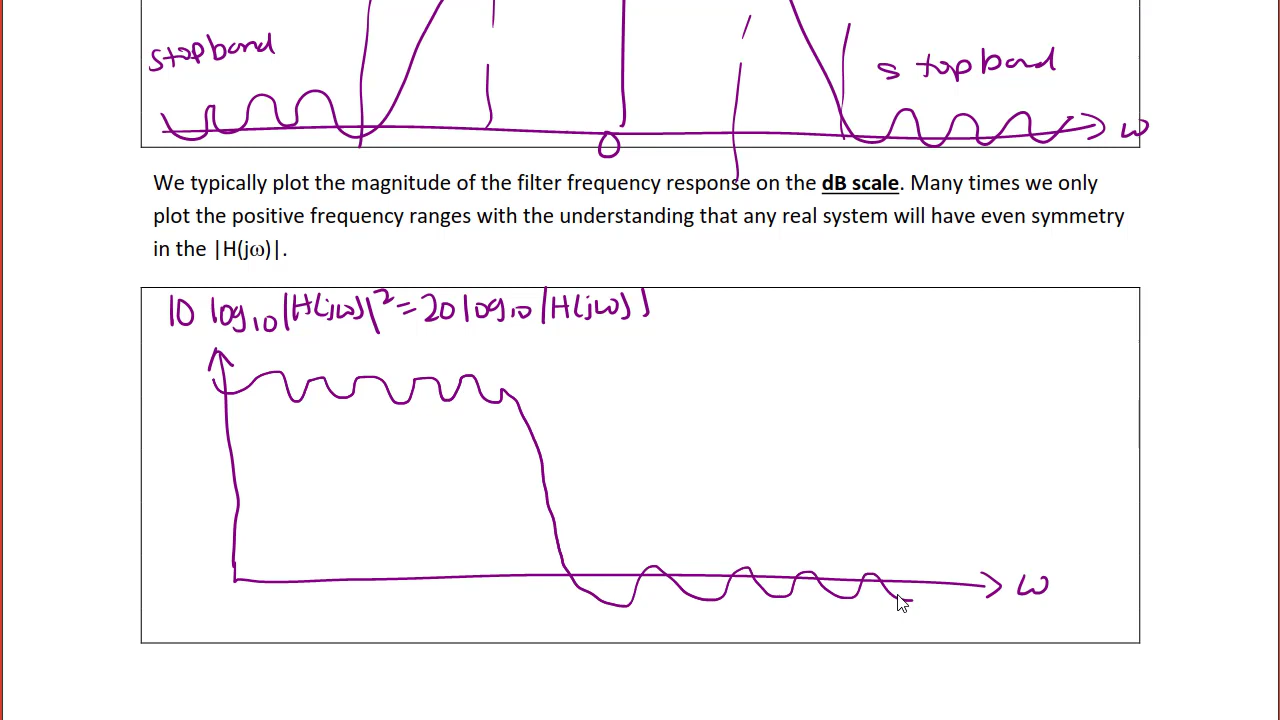 stopband
stopband
0
ω
We typically plot the magnitude of the filter frequency response on the dB scale. Many times we only
plot the positive frequency ranges with the understanding that any real system will have even symmetry
in the |H(jω)|.
10 log10|H(jω)|² = 20 log10|H(jω)|
ω